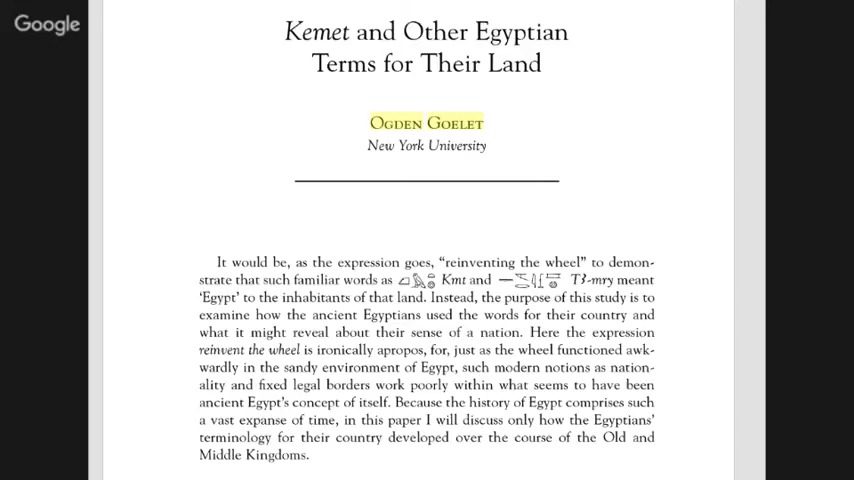 Google
Kemet and Other Egyptian
Terms for Their Land
OGDEN GOELET
New York University
It would be, as the expression goes, “reinventing the wheel” to demon-
strate that such familiar words as Kmt and Tꜣ-mry meant
‘Egypt’ to the inhabitants of that land. Instead, the purpose of this study is to
examine how the ancient Egyptians used the words for their country and
what it might reveal about their sense of a nation. Here the expression
reinvent the wheel is ironically apropos, for, just as the wheel functioned awk-
wardly in the sandy environment of Egypt, such modern notions as nation-
ality and fixed legal borders work poorly within what seems to have been
ancient Egypt’s concept of itself. Because the history of Egypt comprises such
a vast expanse of time, in this paper I will discuss only how the Egyptians’
terminology for their country developed over the course of the Old and
Middle Kingdoms.